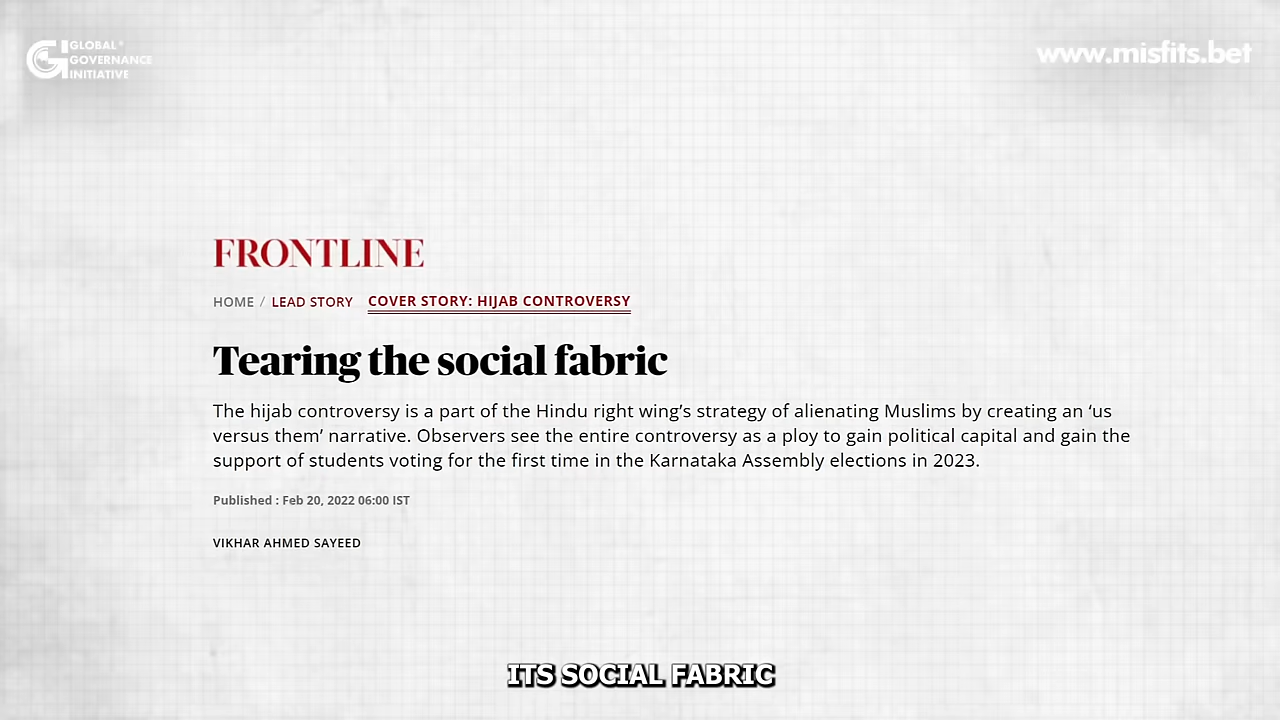 GLOBAL
GOVERNANCE
INITIATIVE
www.misfits.bet
FRONTLINE
HOME / LEAD STORY COVER STORY: HIJAB CONTROVERSY
Tearing the social fabric
The hijab controversy is a part of the Hindu right wing’s strategy of alienating Muslims by creating an ‘us
versus them’ narrative. Observers see the entire controversy as a ploy to gain political capital and gain the
support of students voting for the first time in the Karnataka Assembly elections in 2023.
Published : Feb 20, 2022 06:00 IST
VIKHAR AHMED SAYEED
ITS SOCIAL FABRIC